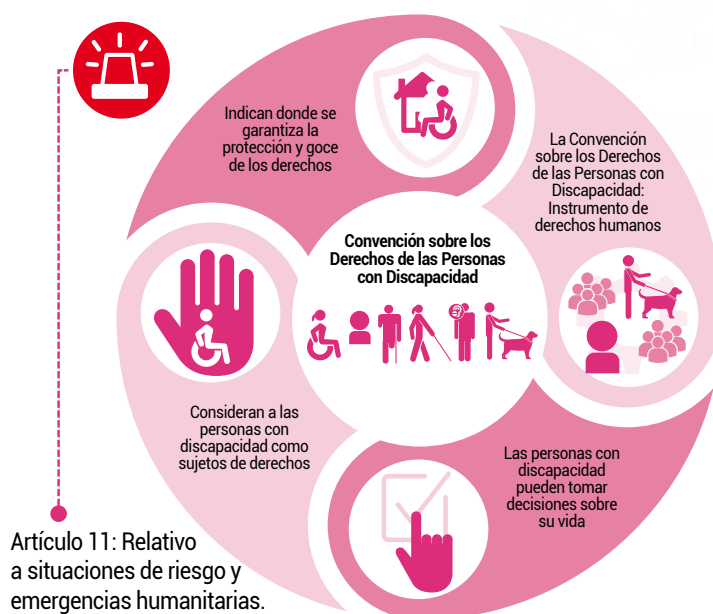 Indican donde se
garantiza la
protección y goce
de los derechos
La Convención
sobre los Derechos
de las Personas con
Discapacidad:
Instrumento de
derechos humanos
Convención sobre los
Derechos de las Personas
con Discapacidad
Consideran a las
personas con
discapacidad como
sujetos de derechos
Las personas con
discapacidad
pueden tomar
decisiones sobre
su vida
Artículo 11: Relativo
a situaciones de riesgo y
emergencias humanitarias.